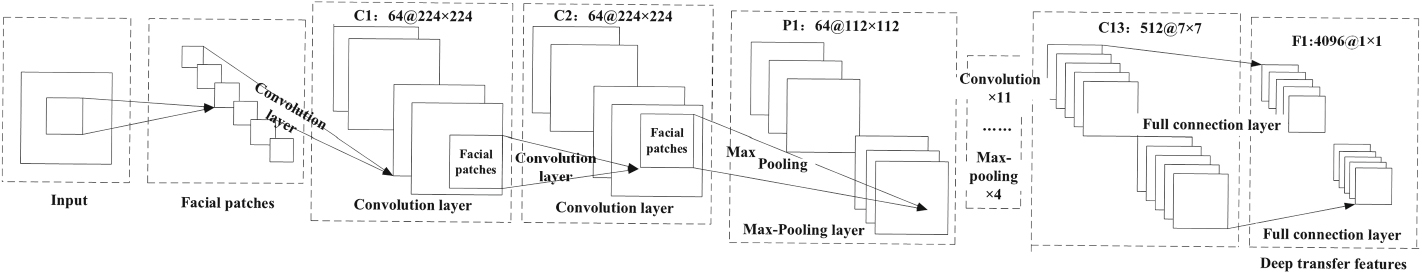 Input
Facial patches
Convolution
layer
C1: 64@224×224
Facial
patches
Convolution layer
Convolution
layer
C2: 64@224×224
Facial
patches
Convolution layer
Max
Pooling
P1: 64@112×112
Max-Pooling layer
Convolution
×11
......
Max-
pooling
×4
C13: 512@7×7
Full connection layer
F1:4096@1×1
Full connection layer
Deep transfer features